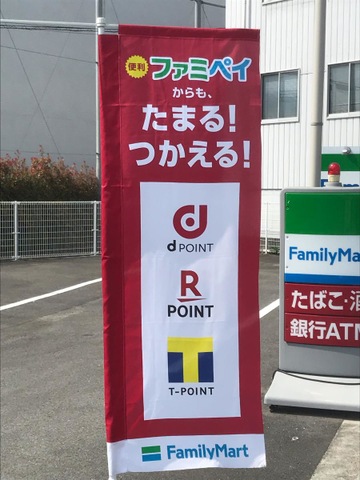 便利
ファミペイ
からも、
たまる!
つかえる!
d
d POINT
R
POINT
T
T-POINT
FamilyMart
FamilyMar
たばこ・酒
銀行ATM